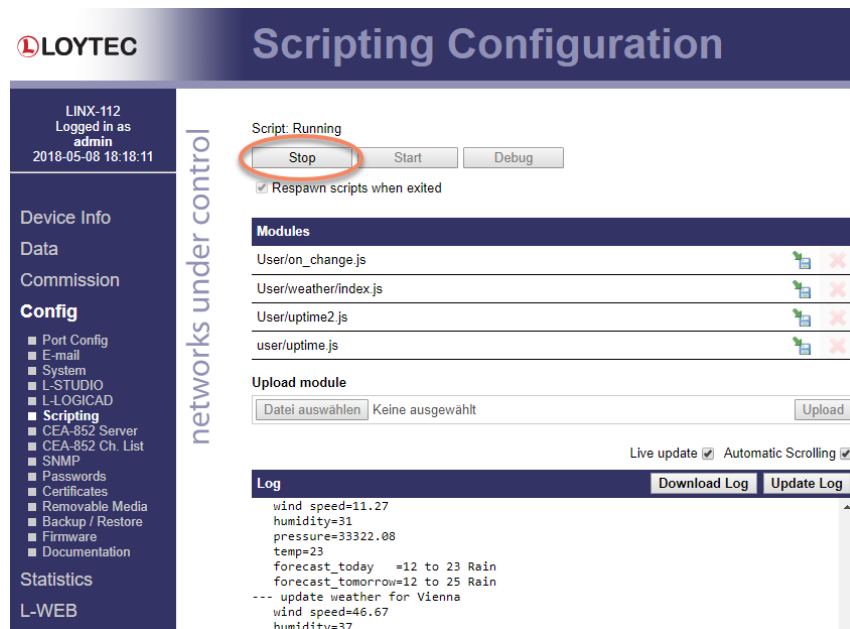 LOYTEC
Scripting Configuration
LINX-112
Logged in as
admin
2018-05-08 18:18:11
Device Info
Data
Commission
Config
Port Config
E-mail
System
L-STUDIO
L-LOGICAD
Scripting
CEA-852 Server
CEA-852 Ch. List
SNMP
Passwords
Certificates
Removable Media
Backup / Restore
Firmware
Documentation
Statistics
L-WEB
networks under control
Script: Running
Stop Start Debug
Respawn scripts when exited
Modules
User/on_change.js
User/weather/index.js
User/uptime2.js
user/uptime.js
Upload module
Datei auswählen Keine ausgewählt Upload
Live update Automatic Scrolling
Log Download Log Update Log
wind speed=11.27
humidity=31
pressure=33322.08
temp=23
forecast_today =12 to 23 Rain
forecast_tomorrow=12 to 25 Rain
--- update weather for Vienna
wind speed=46.67
humidity=37